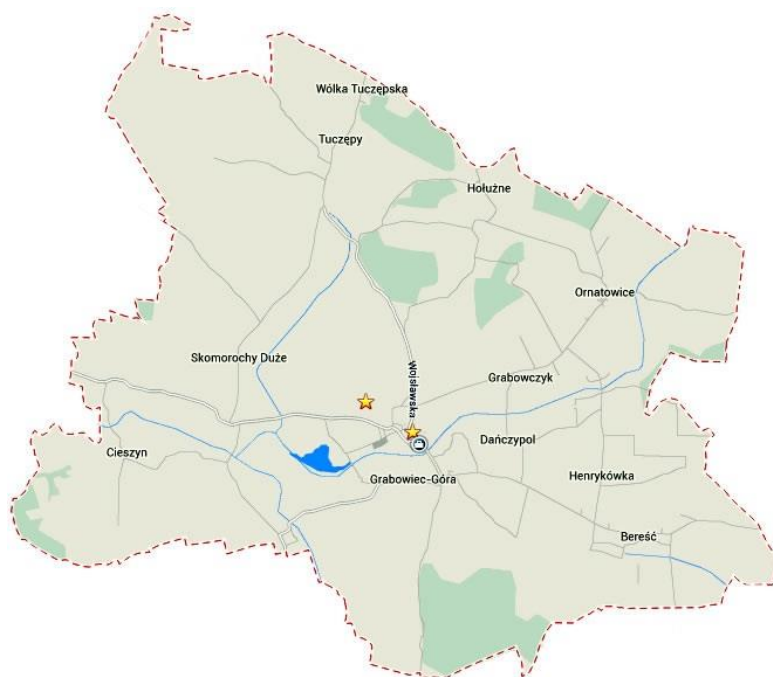 Wólka Tuczępska
Tuczępy
Hołużne
Ornatowice
Skomorochy Duże
Wojsławska
Grabowczyk
Dańczypol
Cieszyn
Grabowiec-Góra
Henrykówka
Bereść